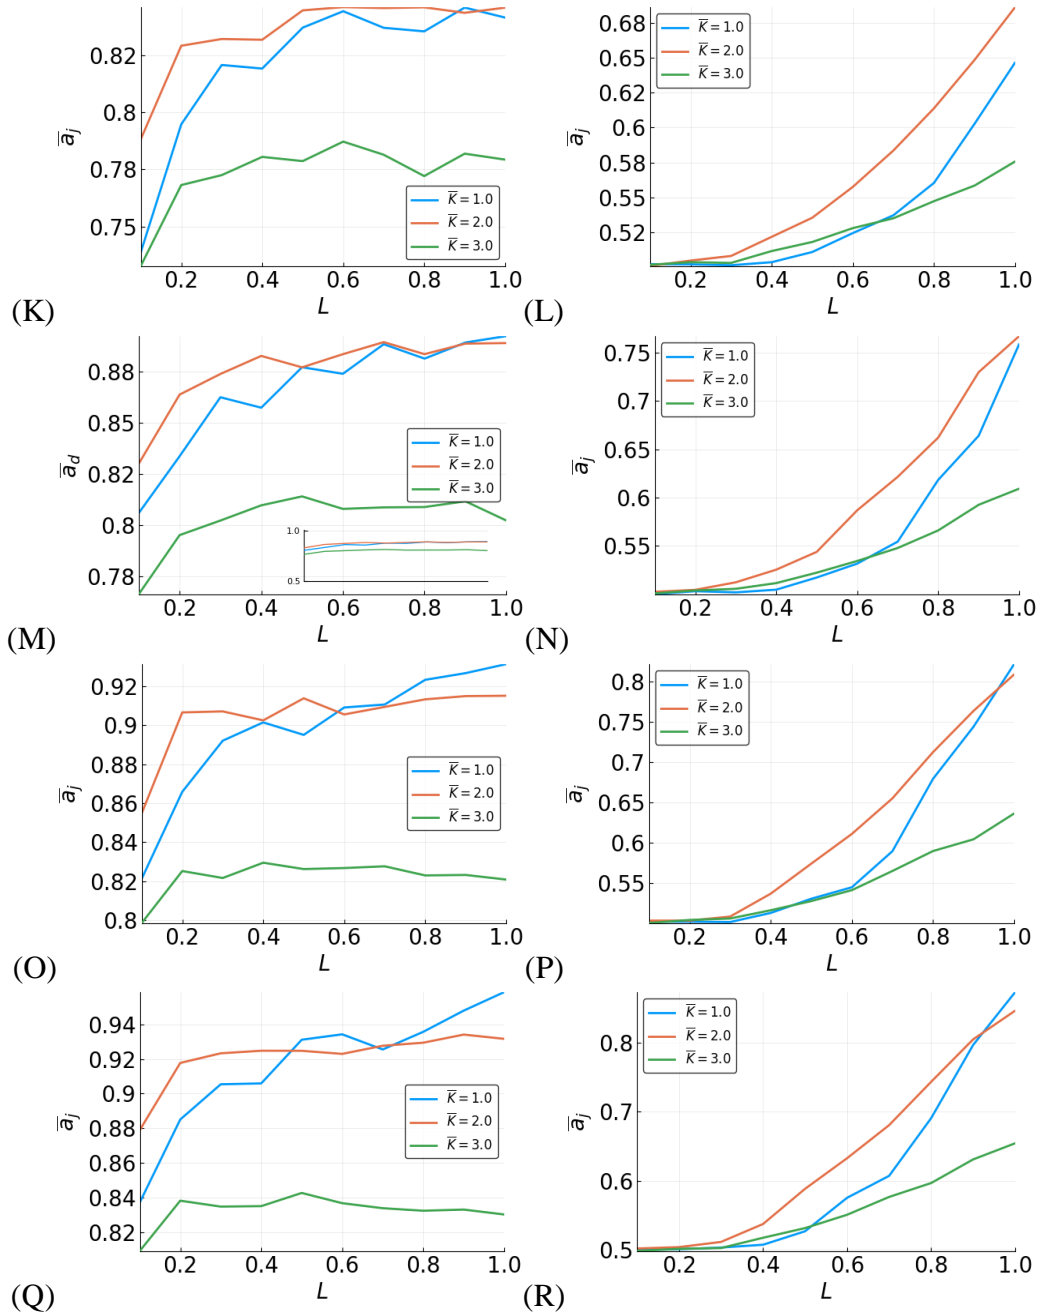 0.82
0.8
0.78
0.75
a̅_j
0.2 0.4 0.6 0.8 1.0
L
K̅ = 1.0
K̅ = 2.0
K̅ = 3.0
(K)
0.68
0.65
0.62
0.6
0.58
0.55
0.52
a̅_j
0.2 0.4 0.6 0.8 1.0
L
K̅ = 1.0
K̅ = 2.0
K̅ = 3.0
(L)
0.88
0.85
0.82
0.8
0.78
a̅_d
0.2 0.4 0.6 0.8 1.0
L
K̅ = 1.0
K̅ = 2.0
K̅ = 3.0
1.0
0.5
(M)
0.75
0.7
0.65
0.6
0.55
a̅_j
0.2 0.4 0.6 0.8 1.0
L
K̅ = 1.0
K̅ = 2.0
K̅ = 3.0
(N)
0.92
0.9
0.88
0.86
0.84
0.82
0.8
a̅_j
0.2 0.4 0.6 0.8 1.0
L
K̅ = 1.0
K̅ = 2.0
K̅ = 3.0
(O)
0.8
0.75
0.7
0.65
0.6
0.55
a̅_j
0.2 0.4 0.6 0.8 1.0
L
K̅ = 1.0
K̅ = 2.0
K̅ = 3.0
(P)
0.94
0.92
0.9
0.88
0.86
0.84
0.82
a̅_j
0.2 0.4 0.6 0.8 1.0
L
K̅ = 1.0
K̅ = 2.0
K̅ = 3.0
(Q)
0.8
0.7
0.6
0.5
a̅_j
0.2 0.4 0.6 0.8 1.0
L
K̅ = 1.0
K̅ = 2.0
K̅ = 3.0
(R)